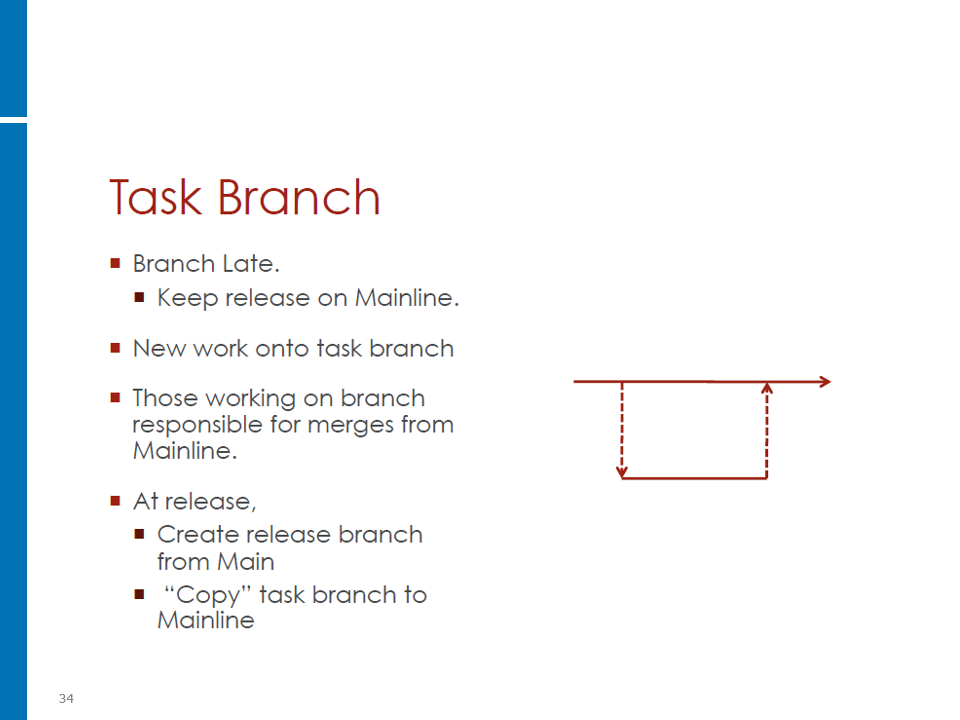 Task Branch
Branch Late.
Keep release on Mainline.
New work onto task branch
Those working on branch
responsible for merges from
Mainline.
At release,
Create release branch
from Main
“Copy” task branch to
Mainline
34